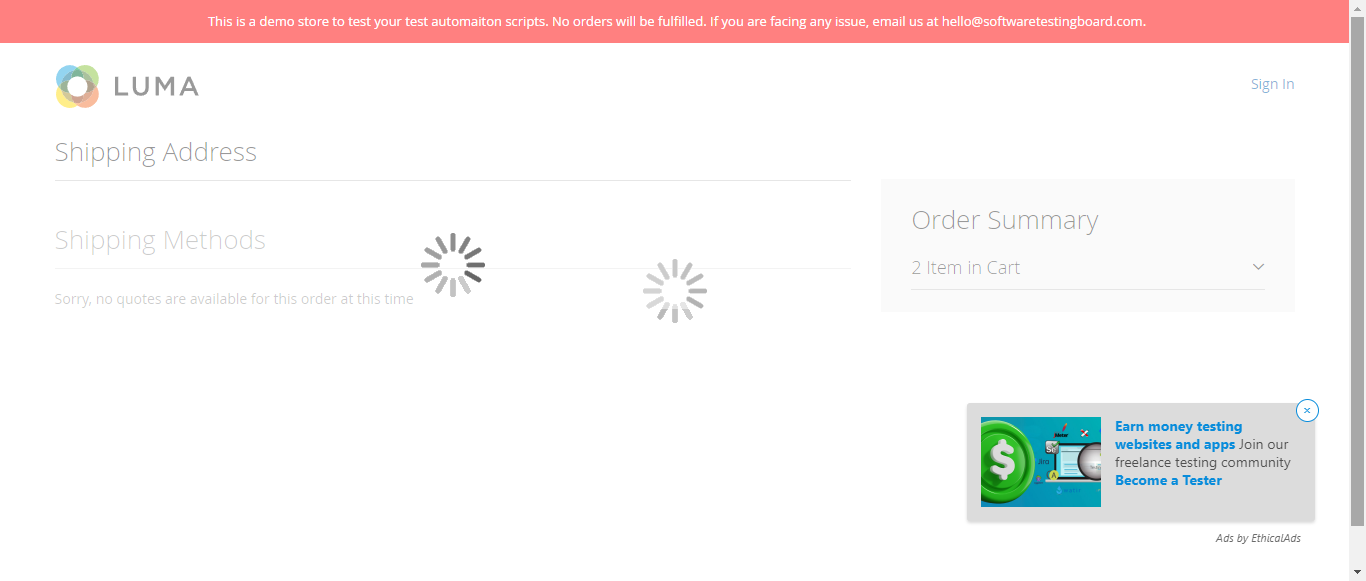 This is a demo store to test your test automaiton scripts. No orders will be fulfilled. If you are facing any issue, email us at hello@softwaretestingboard.com.
LUMA
Sign In
Shipping Address
Order Summary
Shipping Methods
2 Item in Cart
Sorry, no quotes are available for this order at this time
Earn money testing
websites and apps Join our
freelance testing community
Become a Tester
Ads by EthicalAds